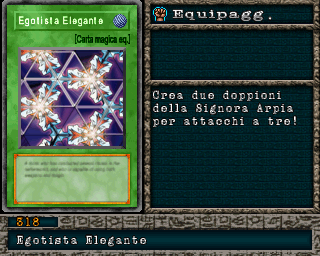 Egotista Elegante
[Carta magica eq.]
Equipagg.
Crea due doppioni
della Signora Arpia
per attacchi a tre!
318
Egotista Elegante